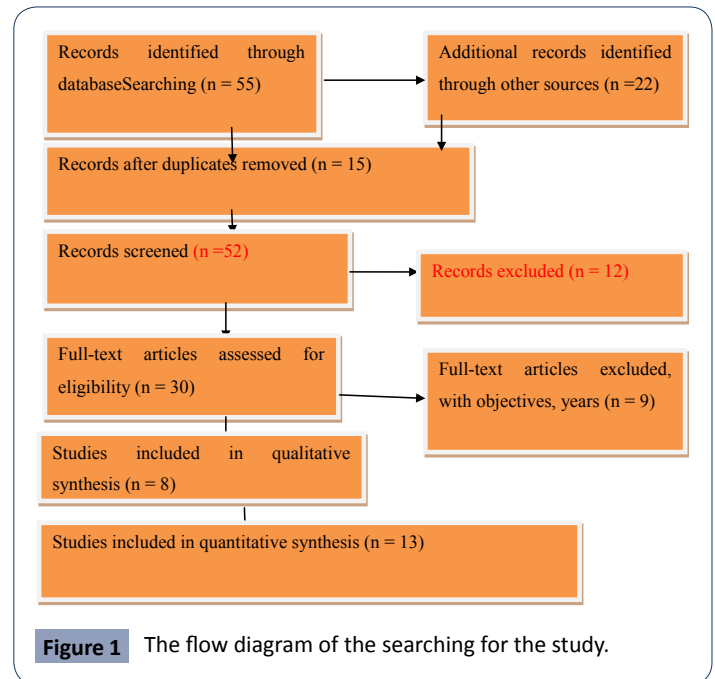 Records identified through
databaseSearching (n = 55)
Additional records identified
through other sources (n =22)
Records after duplicates removed (n = 15)
Records screened (n =52)
Records excluded (n = 12)
Full-text articles assessed for
eligibility (n = 30)
Full-text articles excluded,
with objectives, years (n = 9)
Studies included in qualitative
synthesis (n = 8)
Studies included in quantitative synthesis (n = 13)
Figure 1 The flow diagram of the searching for the study.